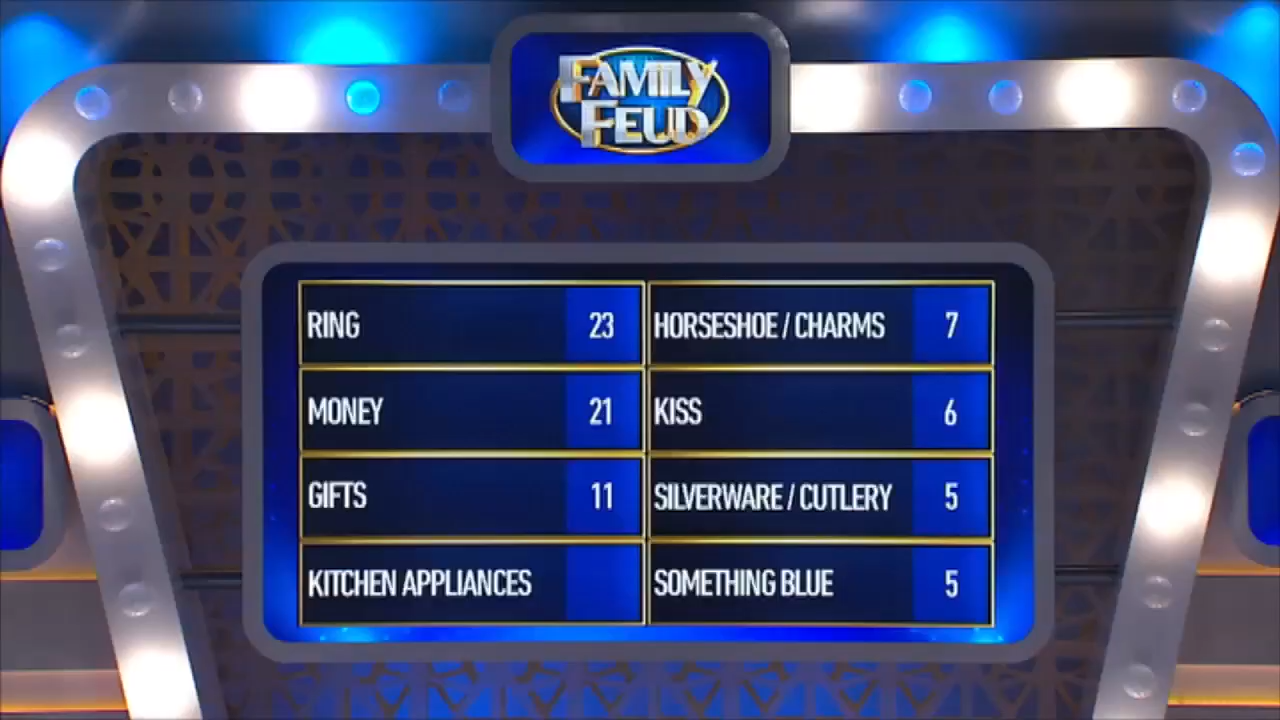 FAMILY
FEUD
RING 23
MONEY 21
GIFTS 11
KITCHEN APPLIANCES
HORSESHOE / CHARMS 7
KISS 6
SILVERWARE / CUTLERY 5
SOMETHING BLUE 5